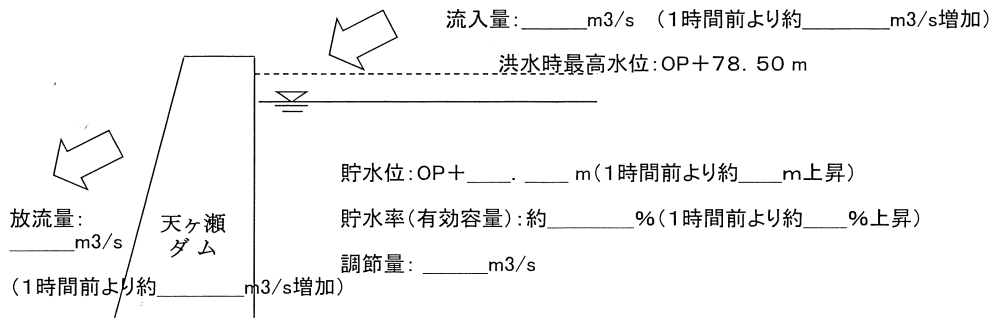 流入量：______m3/s　（1時間前より約________m3/s増加）
洪水時最高水位：OP＋78．50 m
貯水位：OP＋____．____ m（1時間前より約____m上昇）
放流量：
______m3/s
（1時間前より約________m3/s増加）
天ヶ瀬
ダム
貯水率（有効容量）：約________%（1時間前より約____%上昇）
調節量：______m3/s